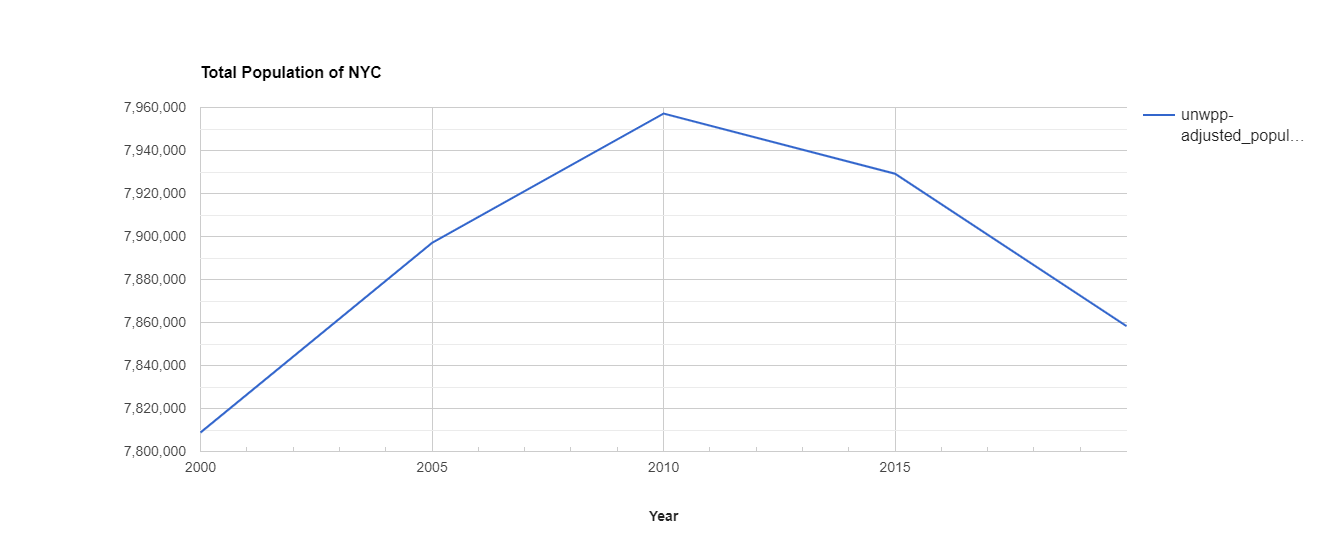 Total Population of NYC
7,960,000
7,940,000
7,920,000
7,900,000
7,880,000
7,860,000
7,840,000
7,820,000
7,800,000
2000 2005 2010 2015
Year
unwpp-
adjusted_popul…